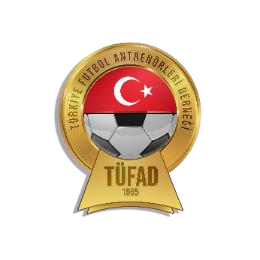 TÜRKİYE FUTBOL ANTRENÖRLERİ DERNEĞİ
TÜFAD
1965